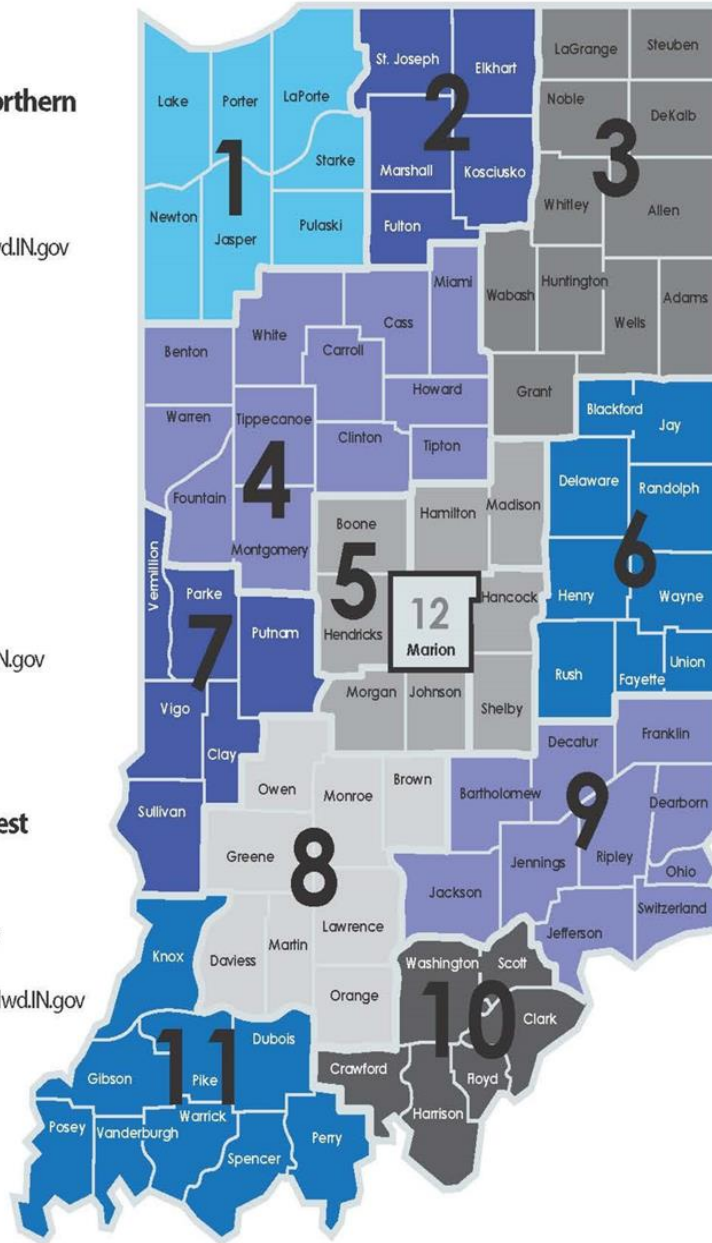 orthern
d.IN.gov
N.gov
est
wd.IN.gov
Lake
Porter
LaPorte
Starke
Newton
Jasper
Pulaski
1
St. Joseph
Elkhart
Marshall
Kosciusko
Fulton
2
LaGrange
Steuben
Noble
DeKalb
Whitley
Allen
Wabash
Huntington
Wells
Adams
Grant
3
Miami
White
Cass
Carroll
Benton
Howard
Warren
Tippecanoe
Clinton
Tipton
Fountain
Montgomery
4
Boone
Hamilton
Madison
Hendricks
Hancock
Morgan
Johnson
Shelby
5
12
Marion
Blackford
Jay
Delaware
Randolph
Henry
Wayne
Rush
Fayette
Union
6
Vermillion
Parke
Putnam
Vigo
Clay
Sullivan
7
Owen
Monroe
Brown
Greene
Lawrence
Daviess
Martin
Orange
8
Decatur
Franklin
Bartholomew
Dearborn
Jennings
Ripley
Ohio
Jackson
Switzerland
Jefferson
9
Washington
Scott
Clark
Crawford
Floyd
Harrison
10
Knox
Dubois
Gibson
Pike
Posey
Vanderburgh
Warrick
Spencer
Perry
11